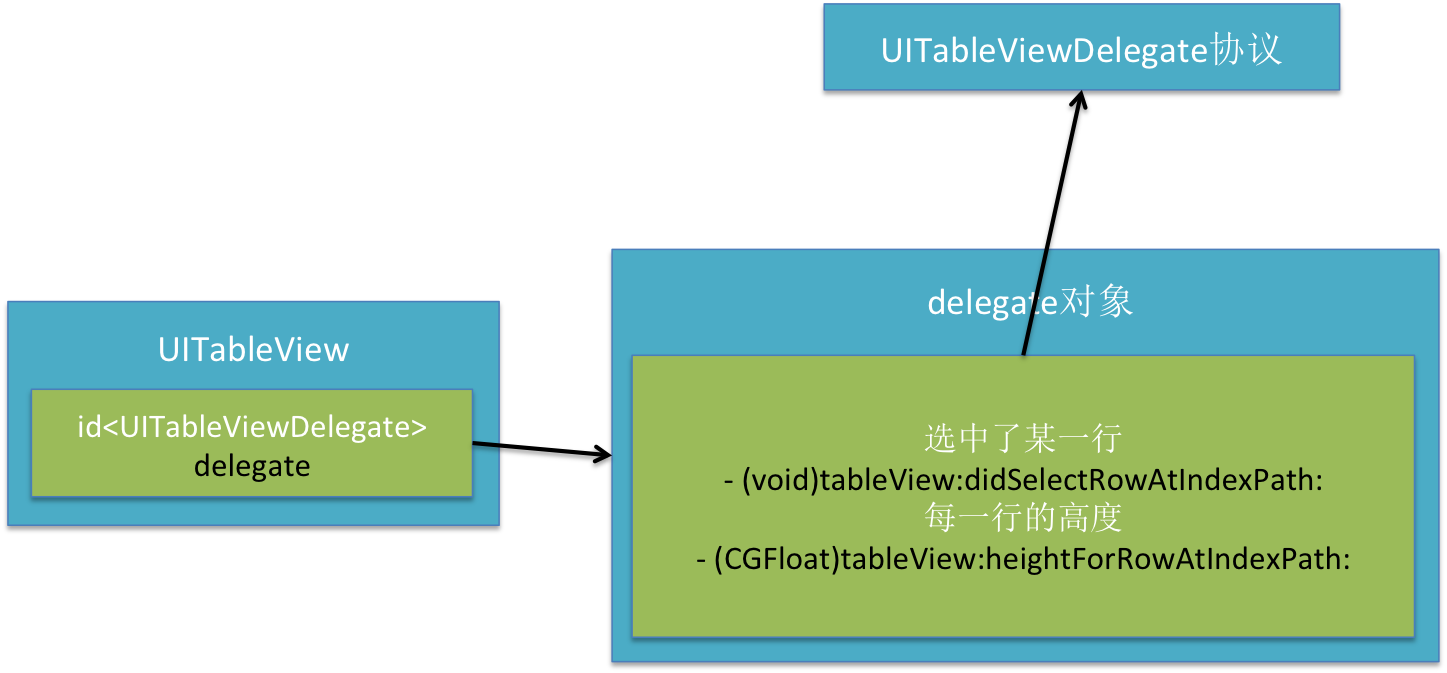 UITableViewDelegate协议
UITableView
id<UITableViewDelegate>
delegate
delegate对象
选中了某一行
- (void)tableView:didSelectRowAtIndexPath:
每一行的高度
- (CGFloat)tableView:heightForRowAtIndexPath: